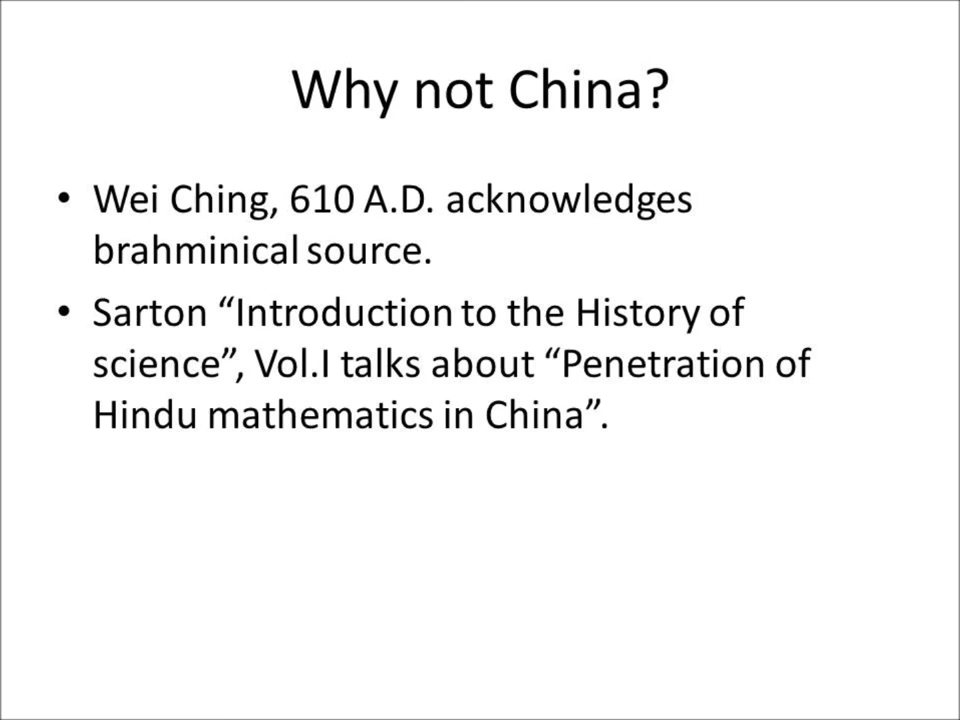 Why not China?
• Wei Ching, 610 A.D. acknowledges
brahminical source.
• Sarton “Introduction to the History of
science”, Vol.I talks about “Penetration of
Hindu mathematics in China”.